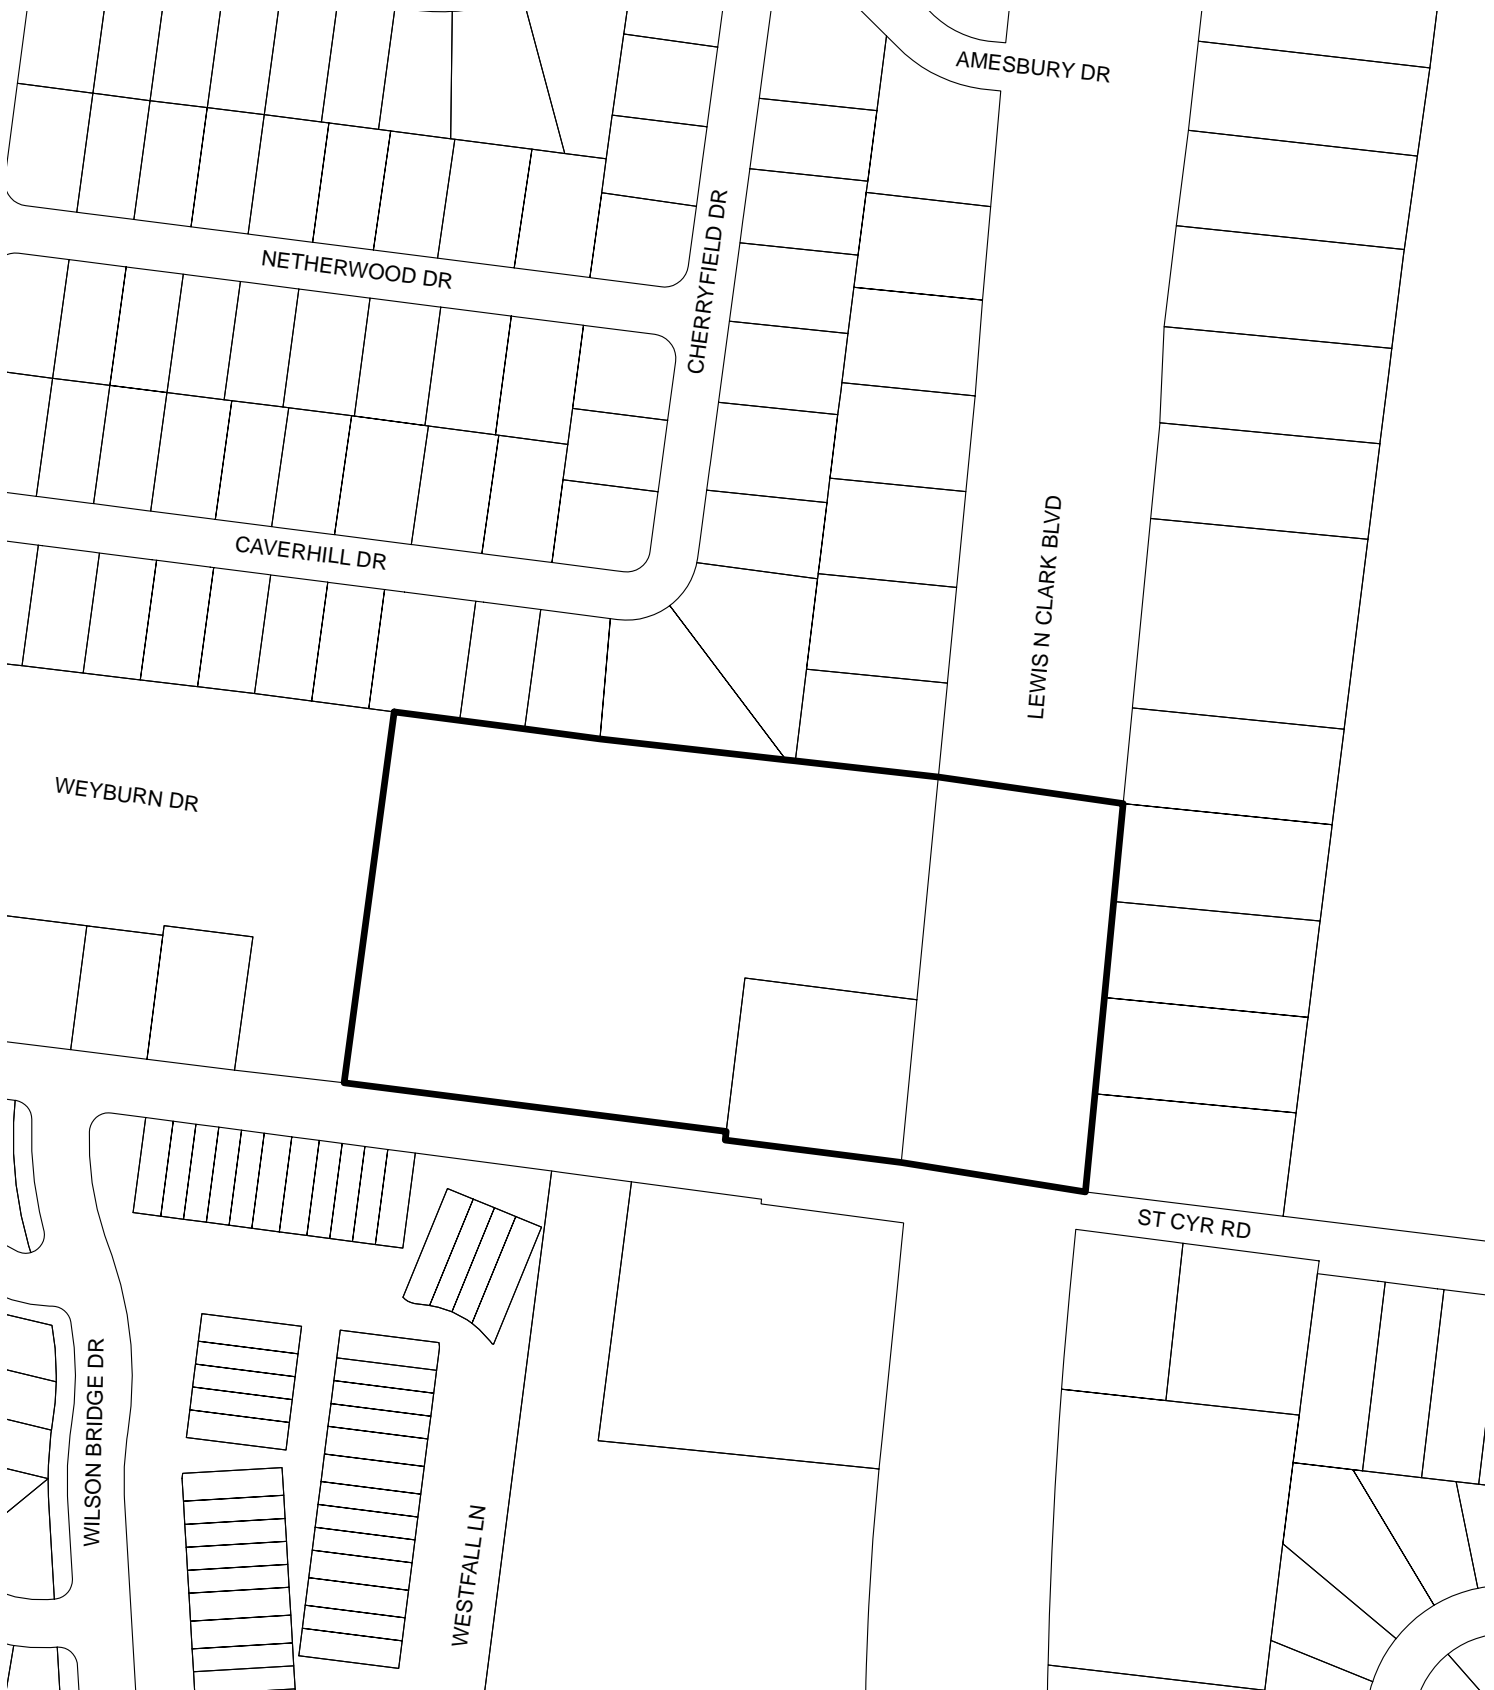 AMESBURY DR
CHERRYFIELD DR
NETHERWOOD DR
LEWIS N CLARK BLVD
CAVERHILL DR
WEYBURN DR
ST CYR RD
WILSON BRIDGE DR
WESTFALL LN